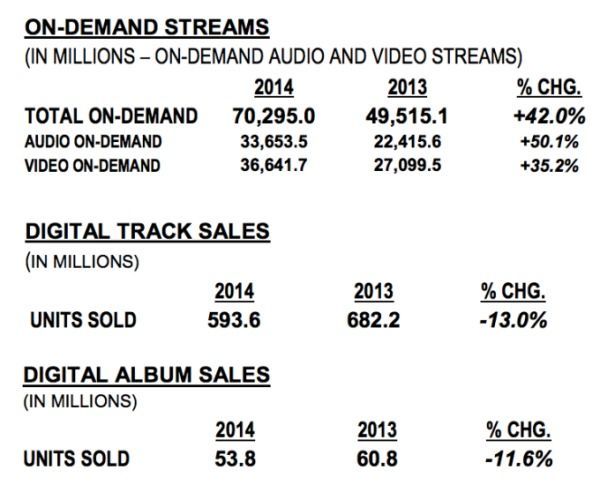 ON-DEMAND STREAMS
(IN MILLIONS – ON-DEMAND AUDIO AND VIDEO STREAMS)
2014 2013 % CHG.
TOTAL ON-DEMAND 70,295.0 49,515.1 +42.0%
AUDIO ON-DEMAND 33,653.5 22,415.6 +50.1%
VIDEO ON-DEMAND 36,641.7 27,099.5 +35.2%
DIGITAL TRACK SALES
(IN MILLIONS)
2014 2013 % CHG.
UNITS SOLD 593.6 682.2 -13.0%
DIGITAL ALBUM SALES
(IN MILLIONS)
2014 2013 % CHG.
UNITS SOLD 53.8 60.8 -11.6%